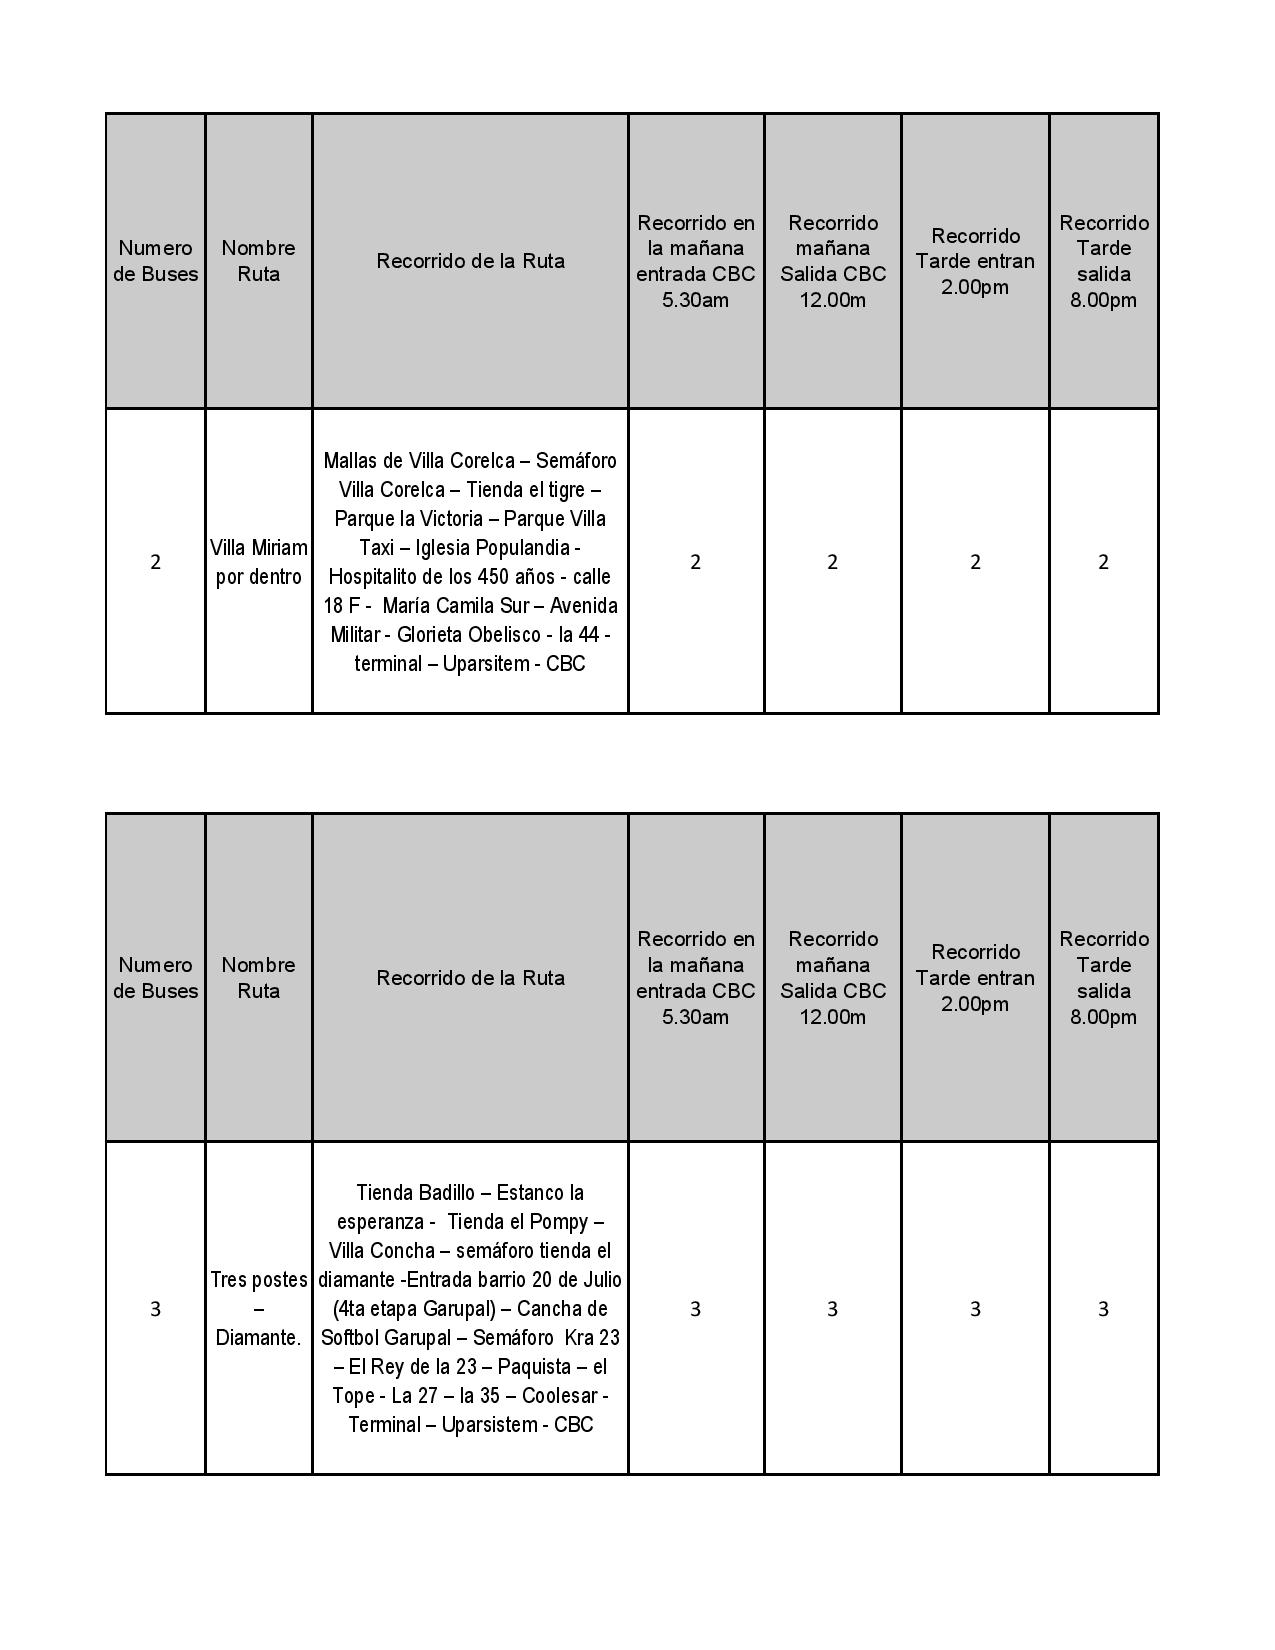 Numero
de Buses
Nombre
Ruta
Recorrido de la Ruta
Recorrido en
la mañana
entrada CBC
5.30am
Recorrido
mañana
Salida CBC
12.00m
Recorrido
Tarde entran
2.00pm
Recorrido
Tarde
salida
8.00pm
2
Villa Miriam
por dentro
Mallas de Villa Corelca – Semáforo
Villa Corelca – Tienda el tigre –
Parque la Victoria – Parque Villa
Taxi – Iglesia Populandia -
Hospitalito de los 450 años - calle
18 F -  María Camila Sur – Avenida
Militar - Glorieta Obelisco - la 44 -
terminal – Uparsitem - CBC
2
2
2
2
Numero
de Buses
Nombre
Ruta
Recorrido de la Ruta
Recorrido en
la mañana
entrada CBC
5.30am
Recorrido
mañana
Salida CBC
12.00m
Recorrido
Tarde entran
2.00pm
Recorrido
Tarde
salida
8.00pm
3
Tres postes
–
Diamante.
Tienda Badillo – Estanco la
esperanza -  Tienda el Pompy –
Villa Concha – semáforo tienda el
diamante -Entrada barrio 20 de Julio
(4ta etapa Garupal) – Cancha de
Softbol Garupal – Semáforo  Kra 23
– El Rey de la 23 – Paquista – el
Tope - La 27 – la 35 – Coolesar -
Terminal – Uparsistem - CBC
3
3
3
3